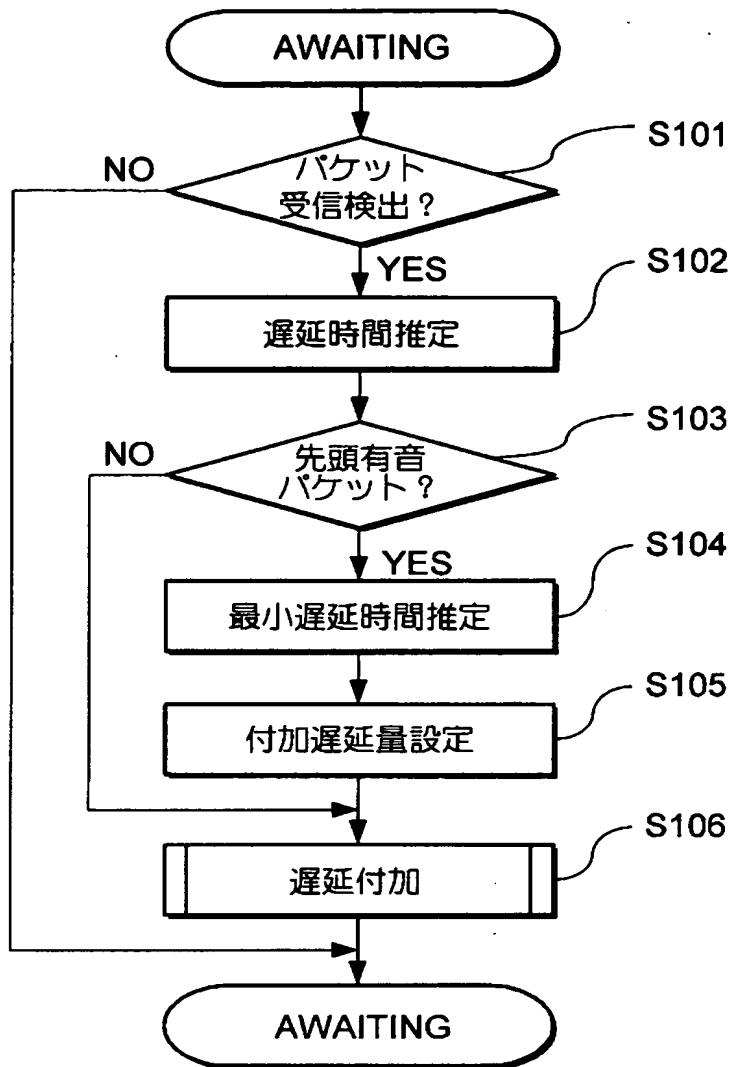 AWAITING
S101
NO
パケット
受信検出？
YES
S102
遅延時間推定
S103
NO
先頭有音
パケット？
YES
S104
最小遅延時間推定
S105
付加遅延量設定
S106
遅延付加
AWAITING